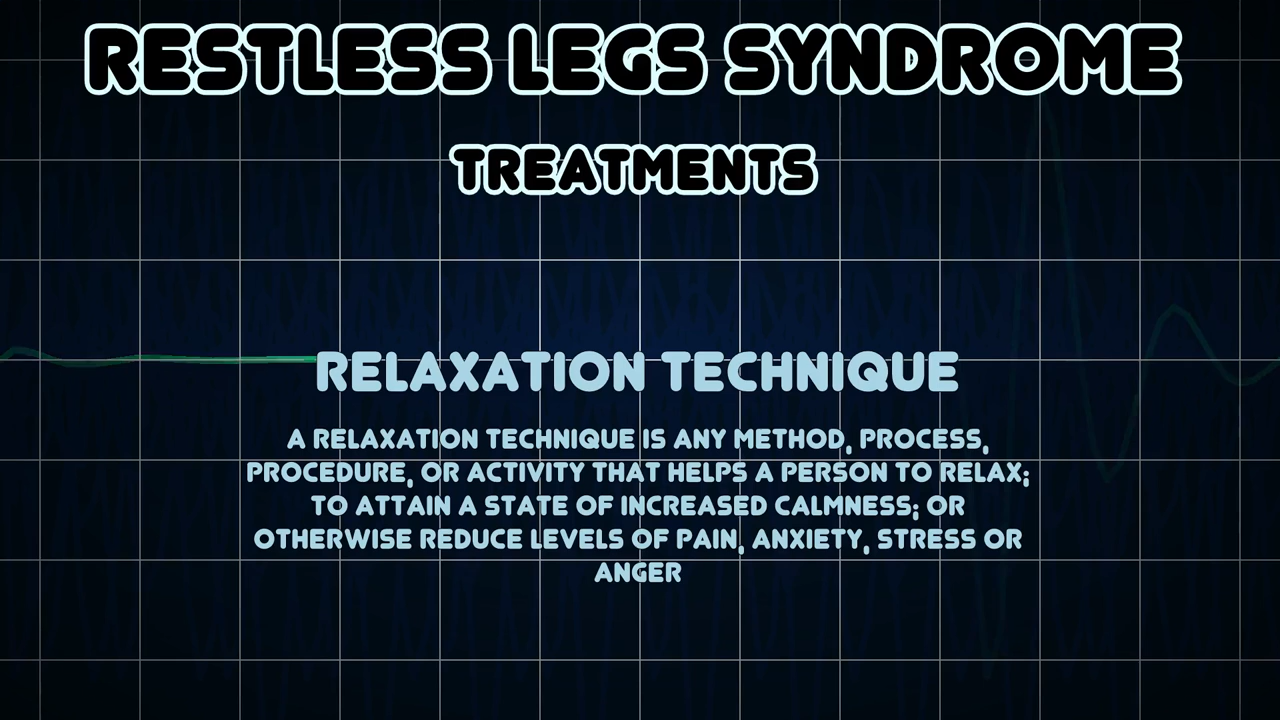 RESTLESS LEGS SYNDROME
TREATMENTS
RELAXATION TECHNIQUE
A RELAXATION TECHNIQUE IS ANY METHOD, PROCESS,
PROCEDURE, OR ACTIVITY THAT HELPS A PERSON TO RELAX;
TO ATTAIN A STATE OF INCREASED CALMNESS; OR
OTHERWISE REDUCE LEVELS OF PAIN, ANXIETY, STRESS OR
ANGER